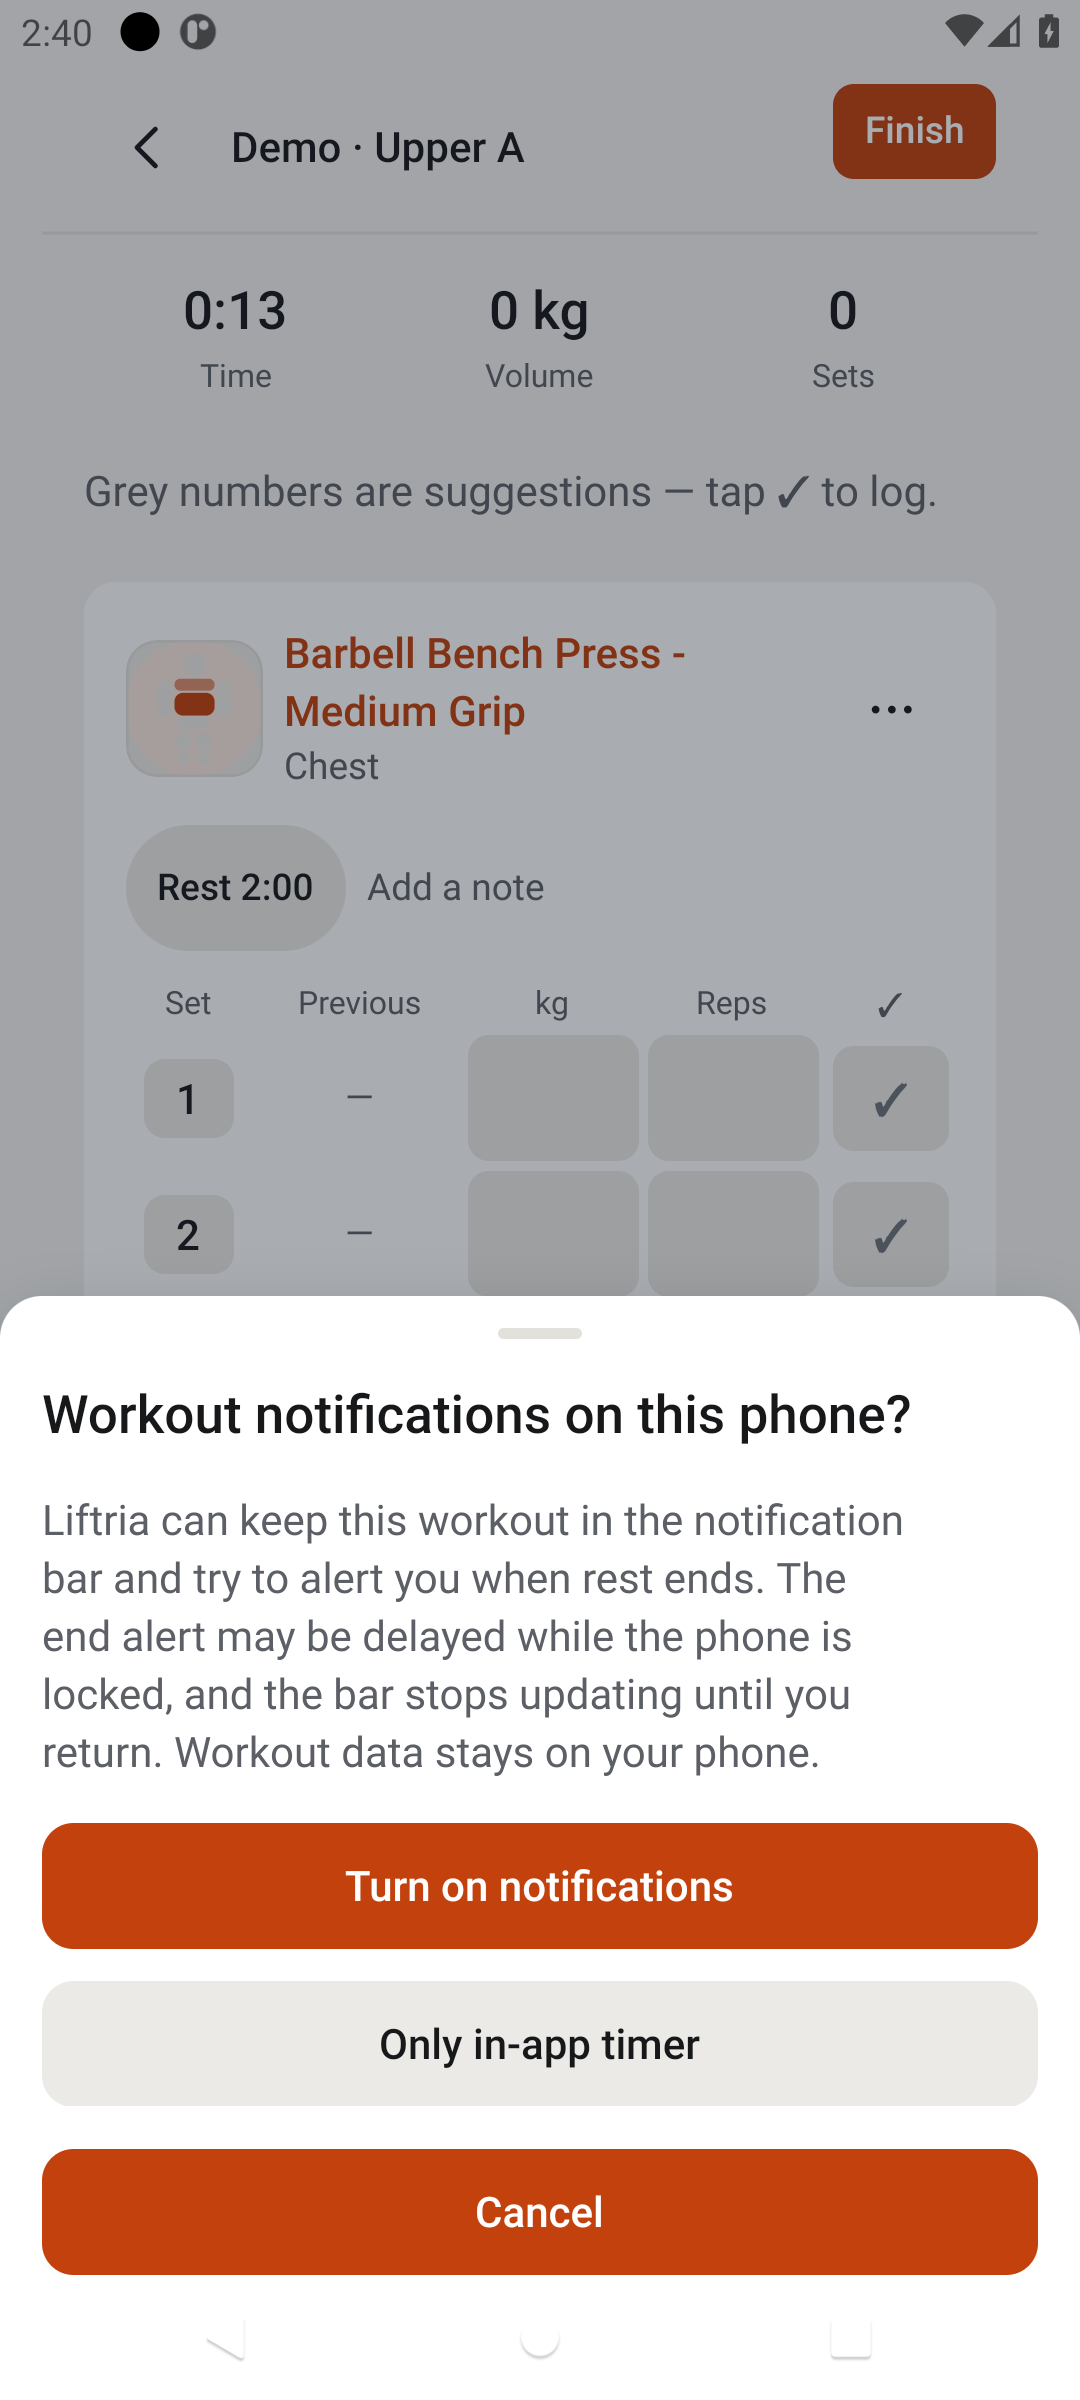 2:40
Demo · Upper A
Finish
0:13
0 kg
0
Time
Volume
Sets
Grey numbers are suggestions — tap ✓ to log.
Barbell Bench Press -
Medium Grip
Chest
Rest 2:00
Add a note
Set
Previous
kg
Reps
✓
1
—
✓
2
—
✓
Workout notifications on this phone?
Liftria can keep this workout in the notification
bar and try to alert you when rest ends. The
end alert may be delayed while the phone is
locked, and the bar stops updating until you
return. Workout data stays on your phone.
Turn on notifications
Only in-app timer
Cancel